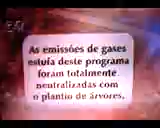 As emissões de gases
estufa deste programa
foram totalmente
neutralizadas com
o plantio de árvores.